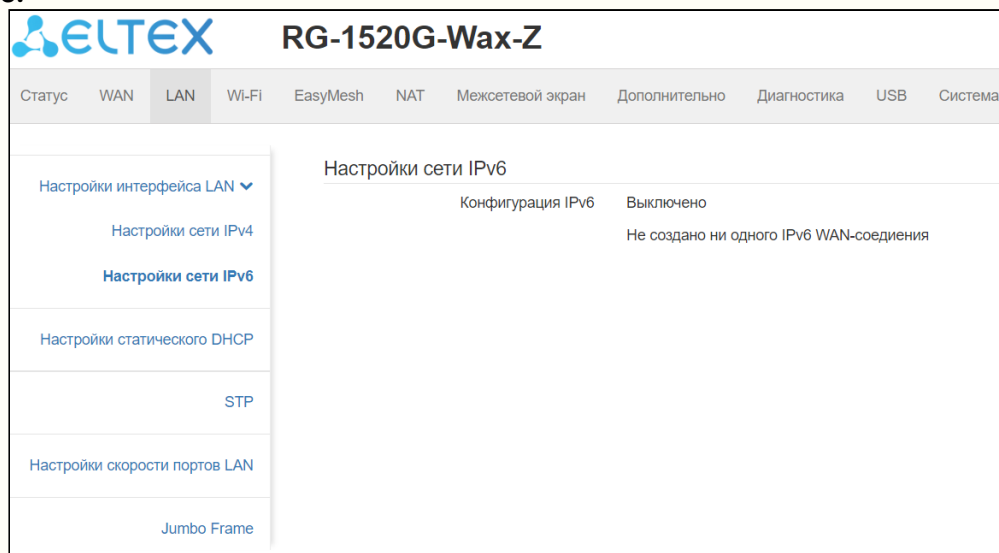 ELTEX RG-1520G-Wax-Z
Статус WAN LAN Wi-Fi EasyMesh NAT Межсетевой экран Дополнительно Диагностика USB Система
Настройки интерфейса LAN
Настройки сети IPv4
Настройки сети IPv6
Настройки статического DHCP
STP
Настройки скорости портов LAN
Jumbo Frame
Настройки сети IPv6
Конфигурация IPv6 Выключено
Не создано ни одного IPv6 WAN-соедиения